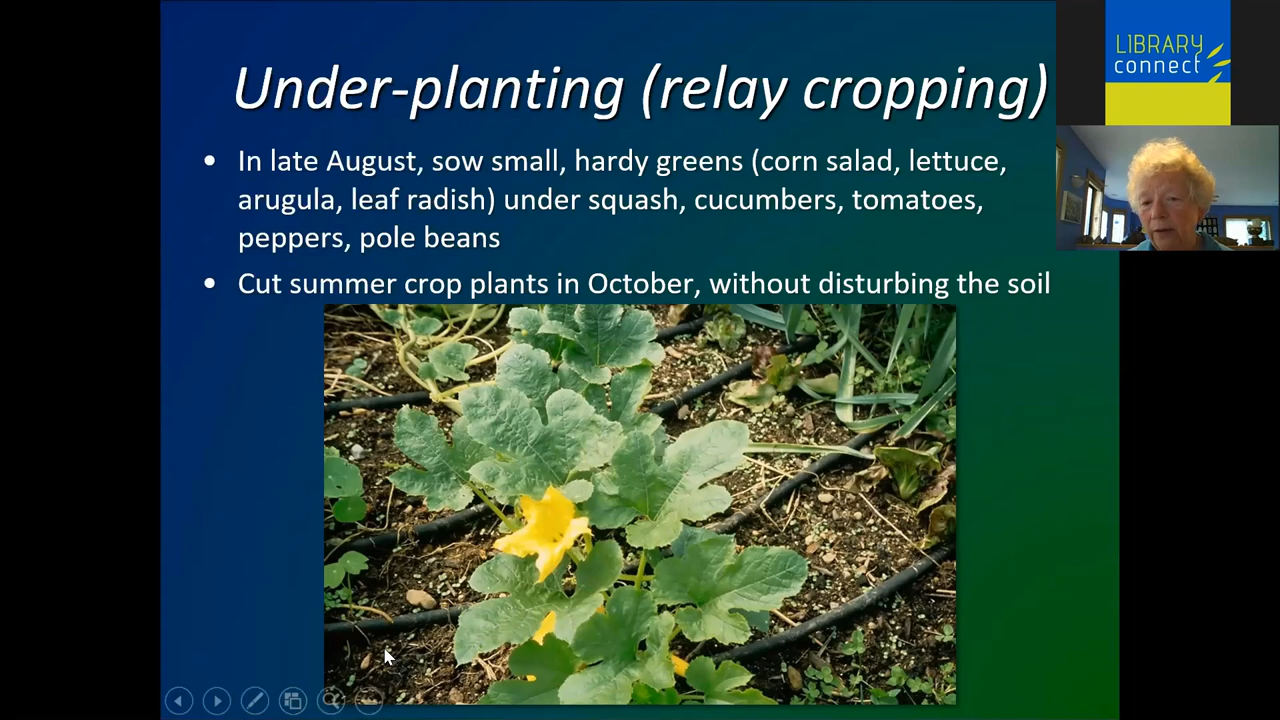 Under-planting (relay cropping)
• In late August, sow small, hardy greens (corn salad, lettuce,
arugula, leaf radish) under squash, cucumbers, tomatoes,
peppers, pole beans
• Cut summer crop plants in October, without disturbing the soil
LIBRARY
connect